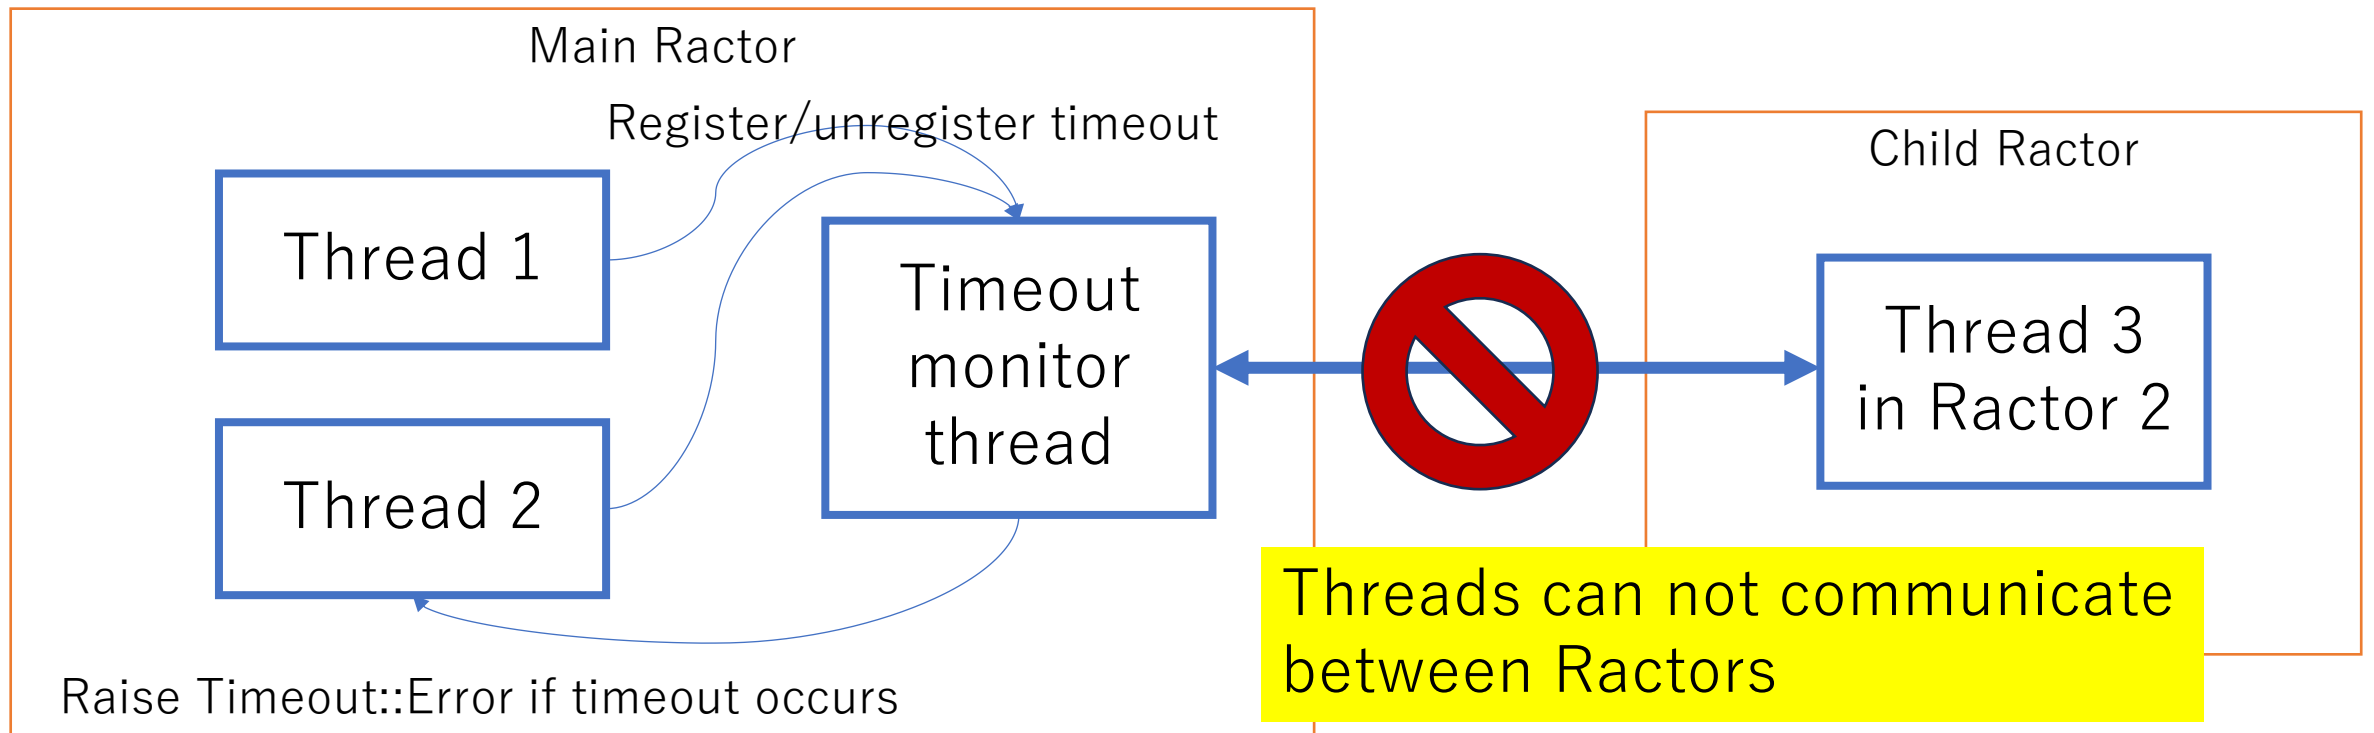 Main Ractor
Register/unregister timeout
Child Ractor
Thread 1
Timeout
monitor
thread
Thread 3
in Ractor 2
Thread 2
Threads can not communicate
between Ractors
Raise Timeout::Error if timeout occurs